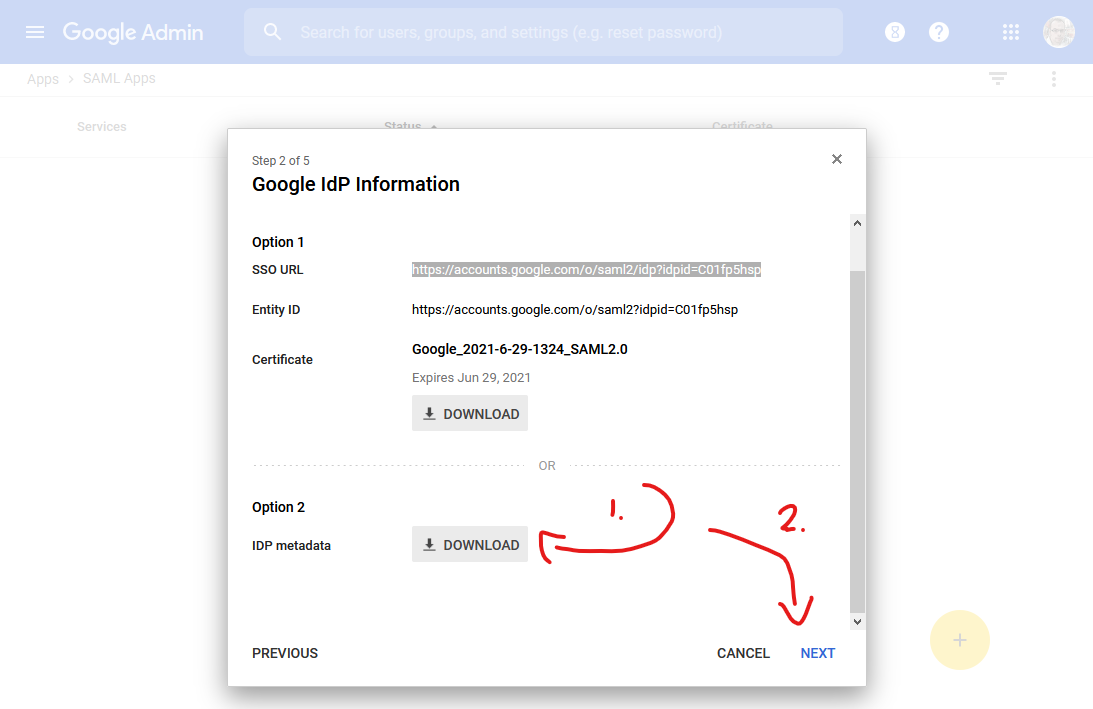 Google Admin
Search for users, groups, and settings (e.g. reset password)
8
?
Apps > SAML Apps
Services Status Certificate
Step 2 of 5
Google IdP Information
Option 1
SSO URL https://accounts.google.com/o/saml2/idp?idpid=C01fp5hsp
Entity ID https://accounts.google.com/o/saml2?idpid=C01fp5hsp
Certificate Google_2021-6-29-1324_SAML2.0
Expires Jun 29, 2021
DOWNLOAD
OR
Option 2
IDP metadata DOWNLOAD
1.
2.
PREVIOUS CANCEL NEXT